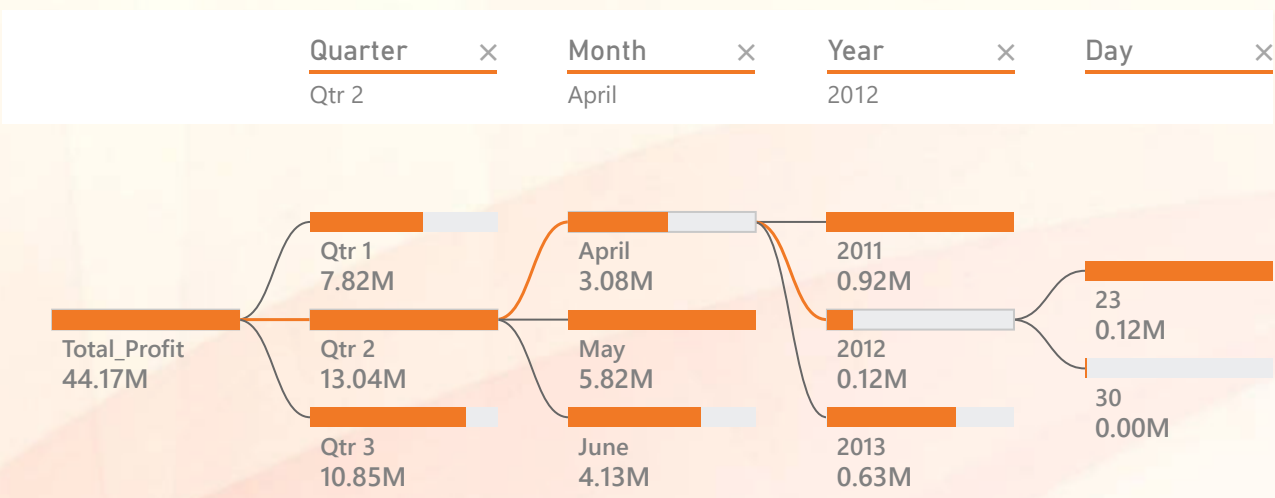 Quarter × Month × Year × Day ×
Qtr 2 April 2012
Total_Profit
44.17M
Qtr 1
7.82M
Qtr 2
13.04M
Qtr 3
10.85M
April
3.08M
May
5.82M
June
4.13M
2011
0.92M
2012
0.12M
2013
0.63M
23
0.12M
30
0.00M